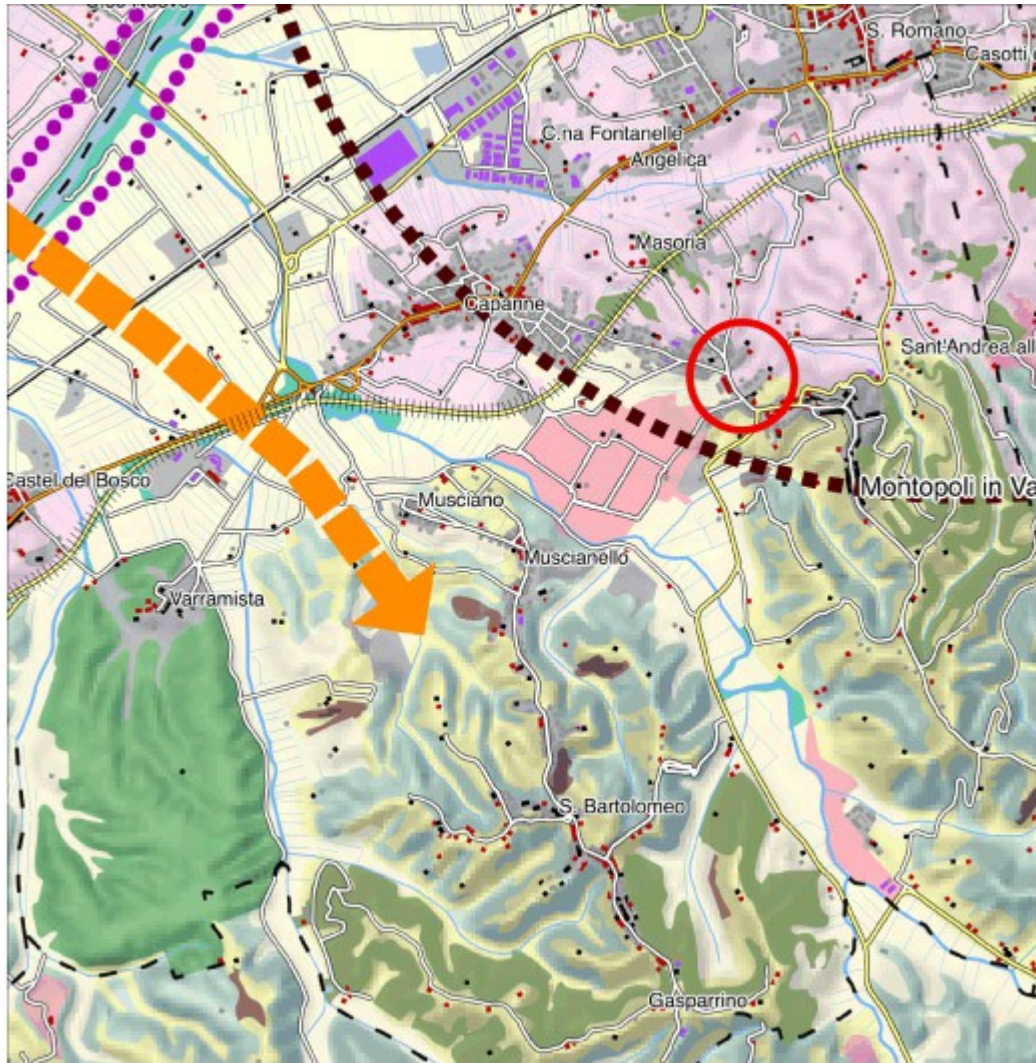 S. Romano
Casotti
C.na Fontanelle
Angelica
Masoria
Capanne
Sant'Andrea all
Castel del Bosco
Musciano
Montopoli in Va
Muscianello
Varramista
S. Bartolomeo
Gasparrino